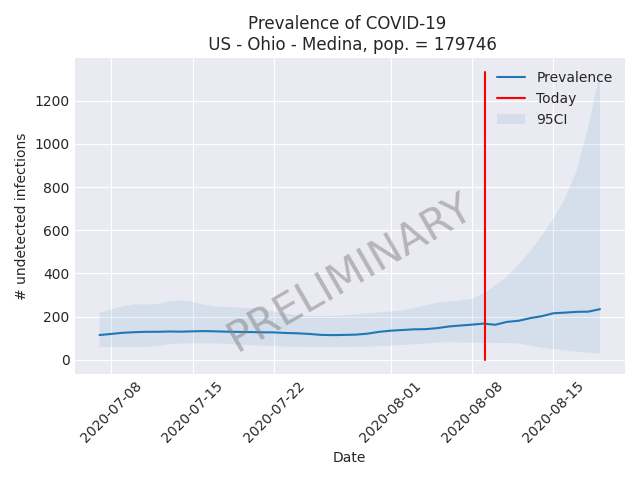 Prevalence of COVID-19
US - Ohio - Medina, pop. = 179746
Prevalence
Today
95CI
PRELIMINARY
# undetected infections
1200
1000
800
600
400
200
0
2020-07-08
2020-07-15
2020-07-22
2020-08-01
2020-08-08
2020-08-15
Date